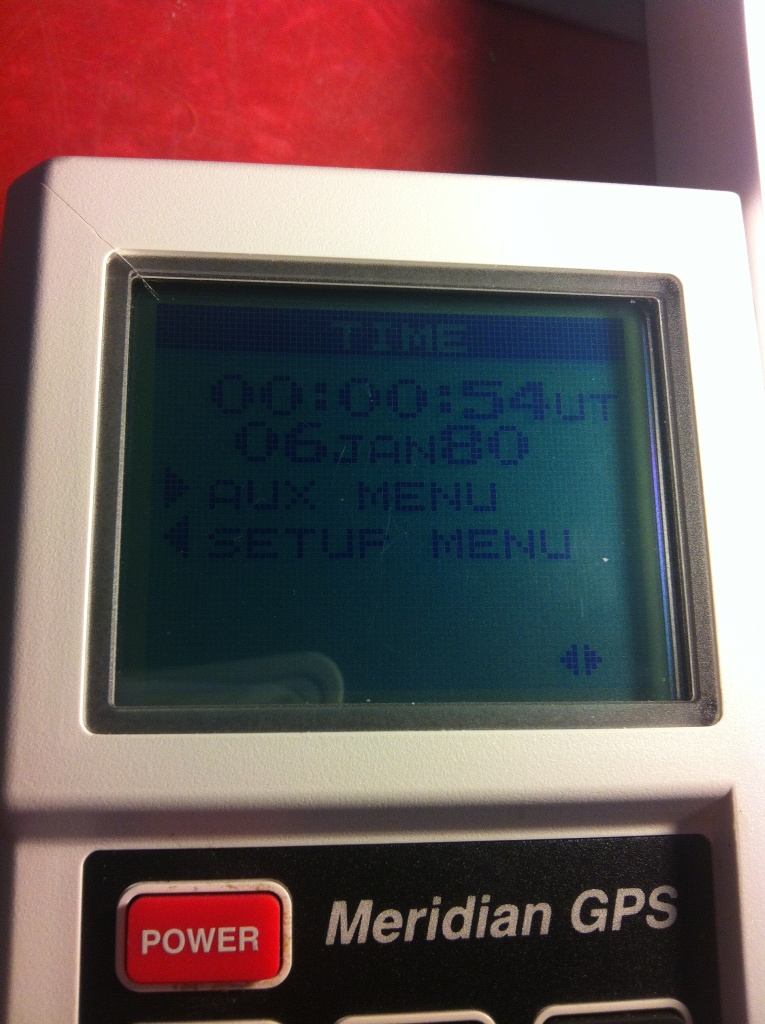 TIME
00:00:54UT
06JAN80
AUX MENU
SETUP MENU
POWER
Meridian GPS